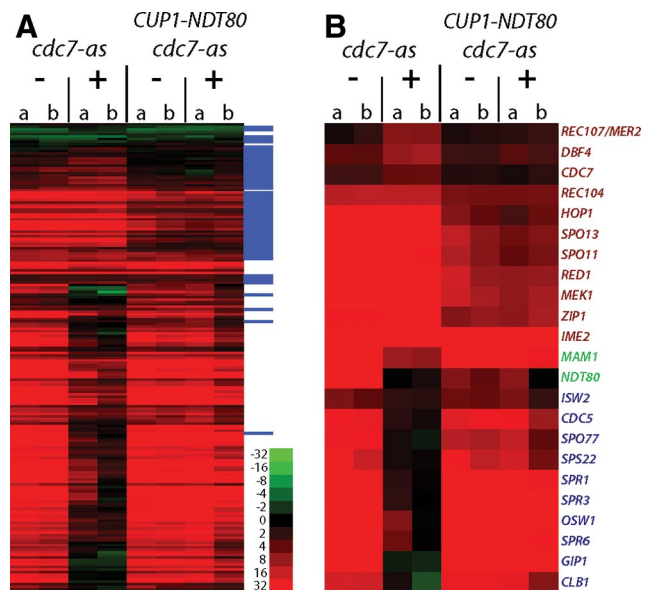 A
CUP1-NDT80
cdc7-as cdc7-as
- + - +
a b a b a b a b
-32
-16
-8
-4
-2
0
2
4
8
16
32
B
CUP1-NDT80
cdc7-as cdc7-as
- + - +
a b a b a b a b
REC107/MER2
DBF4
CDC7
REC104
HOP1
SPO13
SPO11
RED1
MEK1
ZIP1
IME2
MAM1
NDT80
ISW2
CDC5
SPO77
SPS22
SPR1
SPR3
OSW1
SPR6
GIP1
CLB1